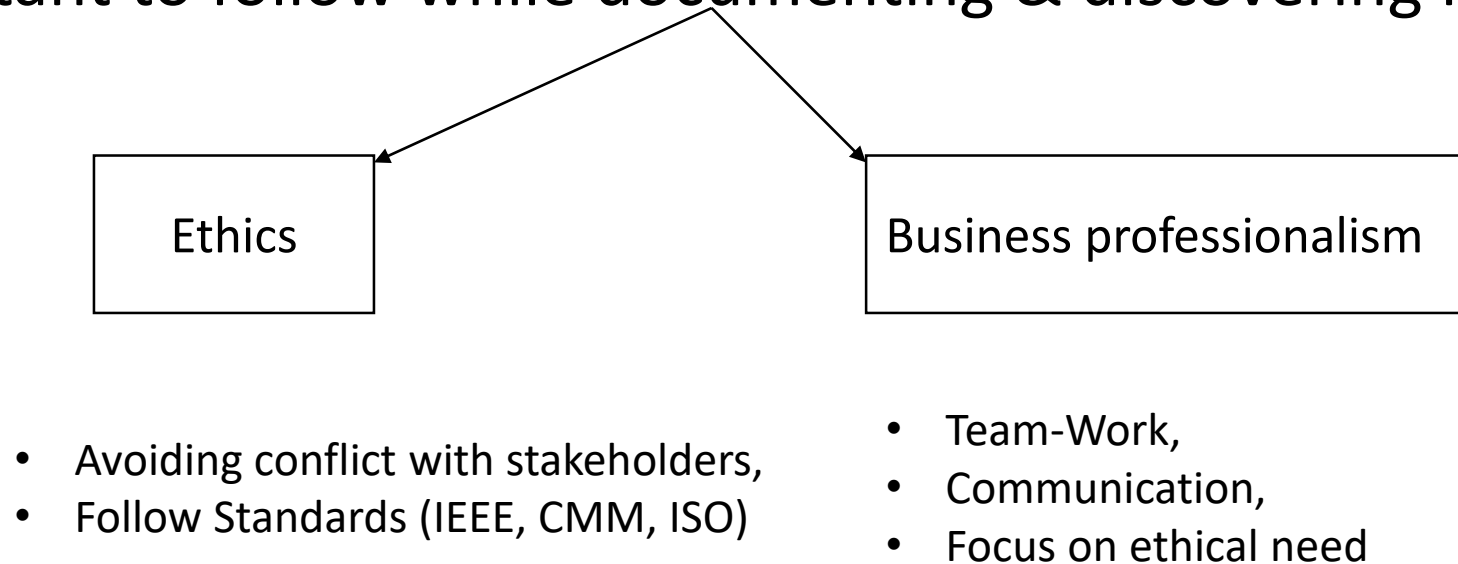 to follow while documenting & discovering
Ethics
Business professionalism
• Avoiding conflict with stakeholders,
• Follow Standards (IEEE, CMM, ISO)
• Team-Work,
• Communication,
• Focus on ethical need